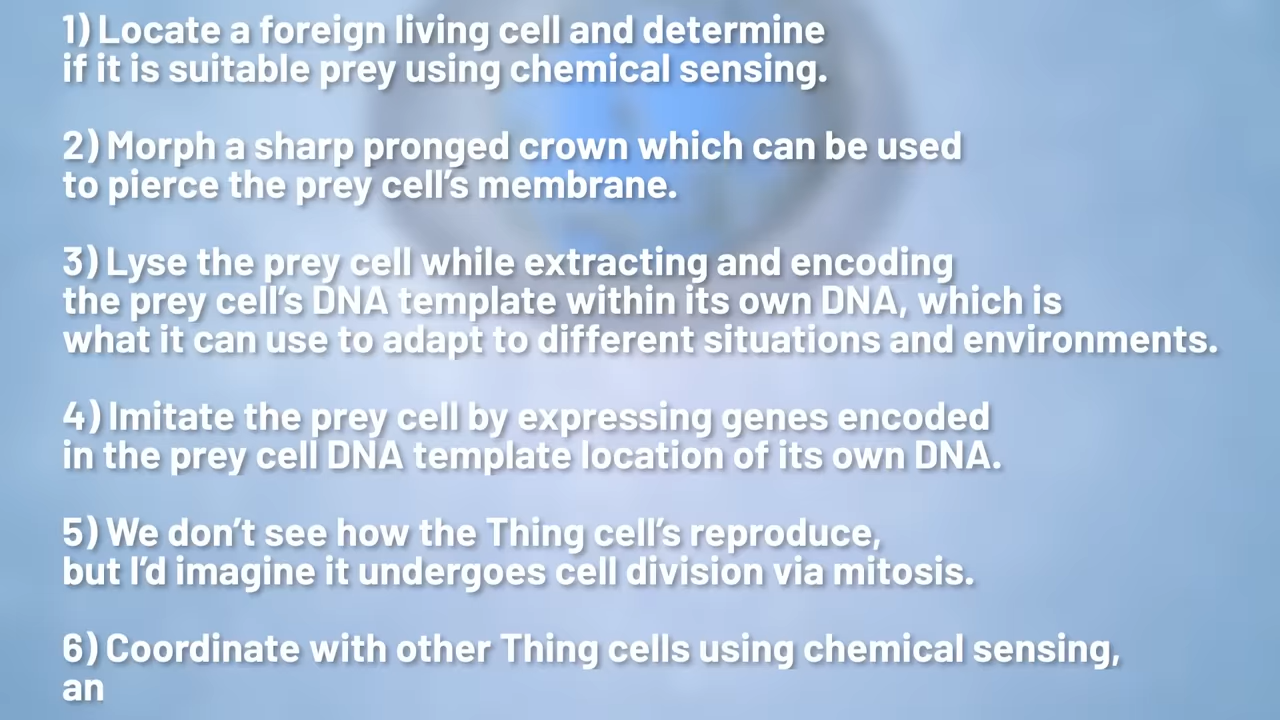 1) Locate a foreign living cell and determine
if it is suitable prey using chemical sensing.
2) Morph a sharp pronged crown which can be used
to pierce the prey cell’s membrane.
3) Lyse the prey cell while extracting and encoding
the prey cell’s DNA template within its own DNA, which is
what it can use to adapt to different situations and environments.
4) Imitate the prey cell by expressing genes encoded
in the prey cell DNA template location of its own DNA.
5) We don’t see how the Thing cell’s reproduce,
but I’d imagine it undergoes cell division via mitosis.
6) Coordinate with other Thing cells using chemical sensing,
an